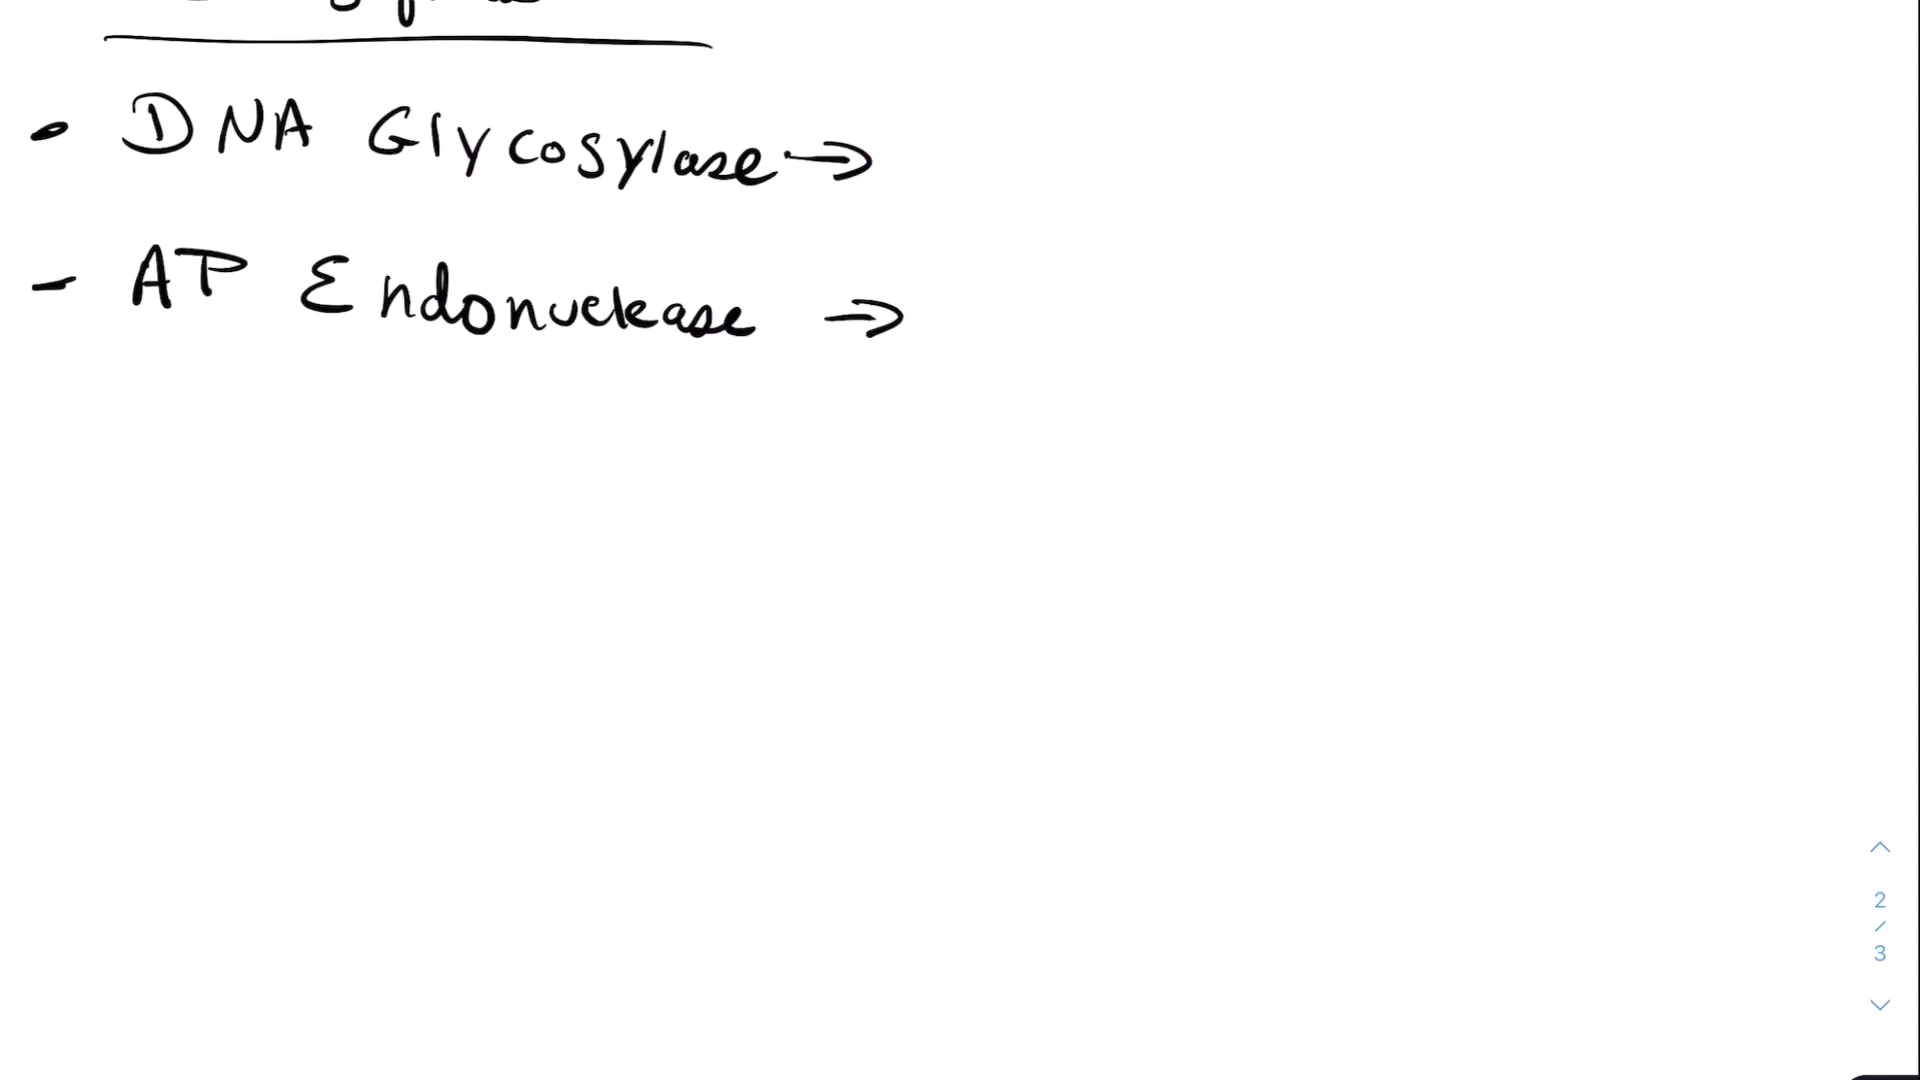 • DNA Glycosylase →
- AP Endonuclease →
2
/
3